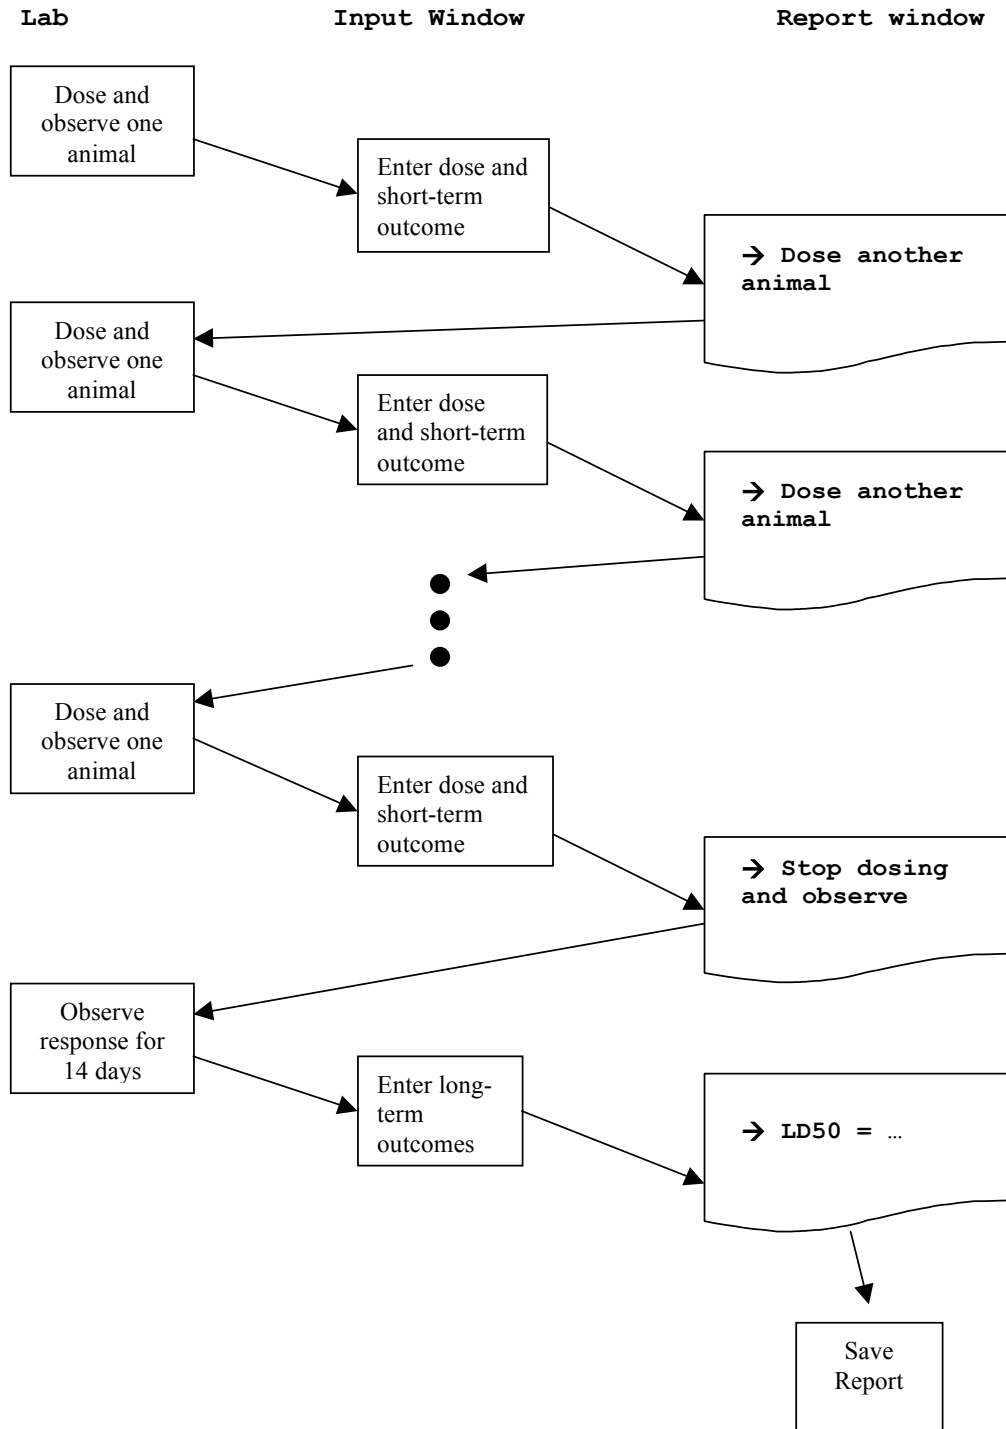 Lab Input Window Report window
Dose and
observe one
animal
Enter dose and
short-term
outcome
→ Dose another
animal
Dose and
observe one
animal
Enter dose
and short-term
outcome
→ Dose another
animal
Dose and
observe one
animal
Enter dose and
short-term
outcome
→ Stop dosing
and observe
Observe
response for
14 days
Enter long-
term
outcomes
→ LD50 = …
Save
Report